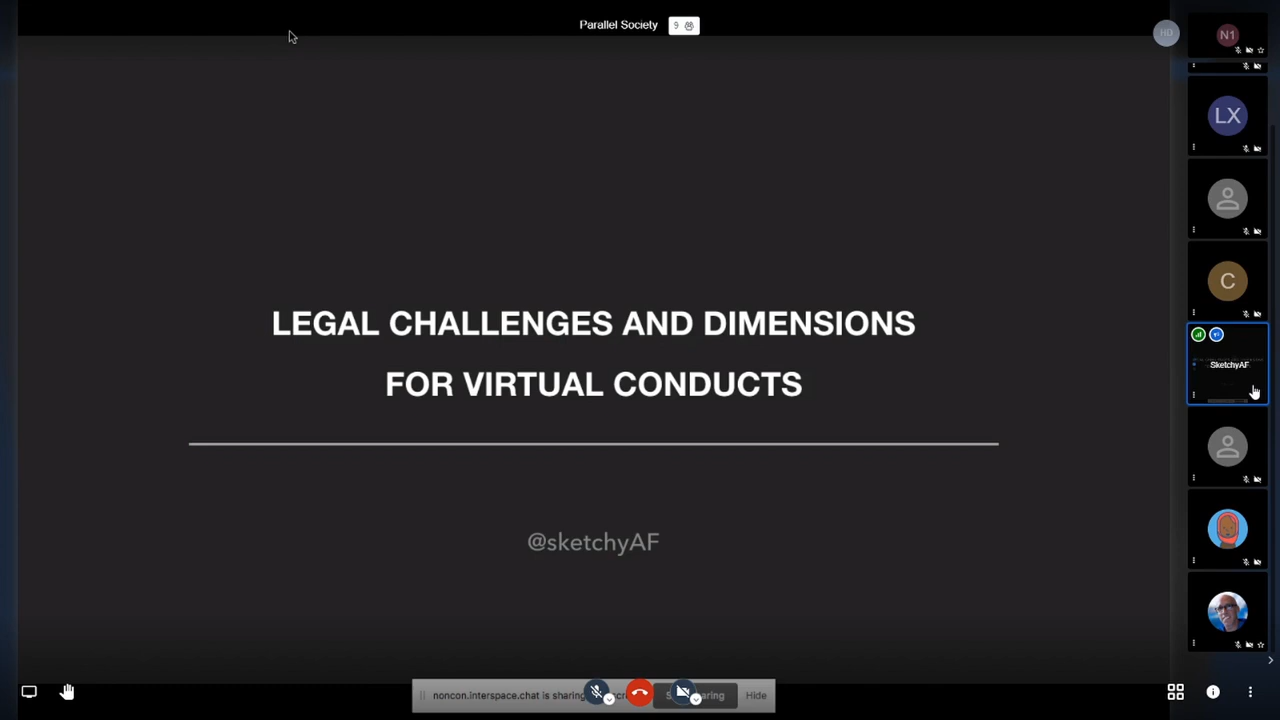 Parallel Society 9
HD
N1
LX
C
SketchyAF
LEGAL CHALLENGES AND DIMENSIONS
FOR VIRTUAL CONDUCTS
@sketchyAF
noncon.interspace.chat is sharing
Hide